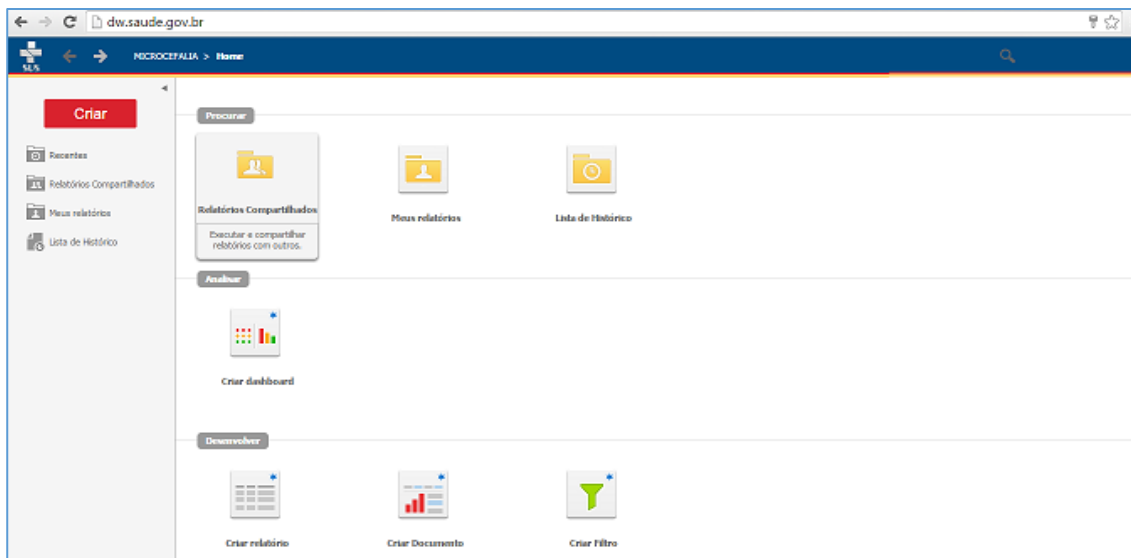 dw.saude.gov.br
SUS
MICROCEFALIA > Home
Criar
Recentes
Relatórios Compartilhados
Meus relatórios
Lista de Histórico
Procurar
Relatórios Compartilhados
Executar e compartilhar
relatórios com outros.
Meus relatórios
Lista de Histórico
Analisar
Criar dashboard
Desenvolver
Criar relatório
Criar Documento
Criar Filtro